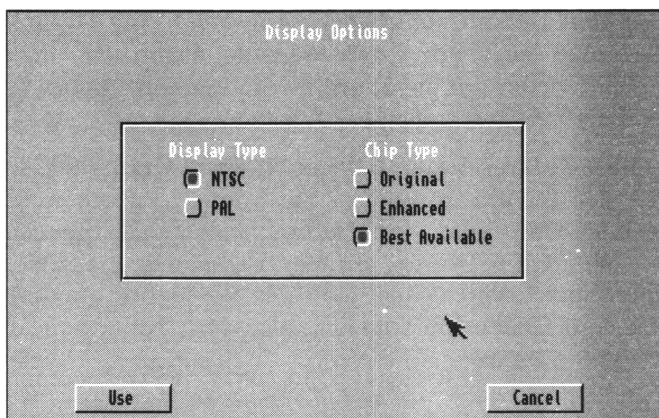 Display Options
Display Type
NTSC
PAL
Chip Type
Original
Enhanced
Best Available
Use
Cancel